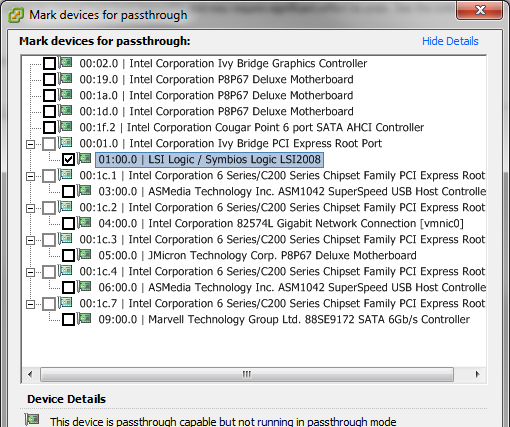 Mark devices for passthrough
Mark devices for passthrough:
Hide Details
00:02.0 | Intel Corporation Ivy Bridge Graphics Controller
00:19.0 | Intel Corporation P8P67 Deluxe Motherboard
00:1a.0 | Intel Corporation P8P67 Deluxe Motherboard
00:1d.0 | Intel Corporation P8P67 Deluxe Motherboard
00:1f.2 | Intel Corporation Cougar Point 6 port SATA AHCI Controller
00:01.0 | Intel Corporation Ivy Bridge PCI Express Root Port
01:00.0 | LSI Logic / Symbios Logic LSI2008
00:1c.1 | Intel Corporation 6 Series/C200 Series Chipset Family PCI Express Root
03:00.0 | ASMedia Technology Inc. ASM1042 SuperSpeed USB Host Controlle
00:1c.2 | Intel Corporation 6 Series/C200 Series Chipset Family PCI Express Root
04:00.0 | Intel Corporation 82574L Gigabit Network Connection [vmnic0]
00:1c.3 | Intel Corporation 6 Series/C200 Series Chipset Family PCI Express Root
05:00.0 | JMicron Technology Corp. P8P67 Deluxe Motherboard
00:1c.4 | Intel Corporation 6 Series/C200 Series Chipset Family PCI Express Root
06:00.0 | ASMedia Technology Inc. ASM1042 SuperSpeed USB Host Controlle
00:1c.7 | Intel Corporation 6 Series/C200 Series Chipset Family PCI Express Root
09:00.0 | Marvell Technology Group Ltd. 88SE9172 SATA 6Gb/s Controller
Device Details
This device is passthrough capable but not running in passthrough mode